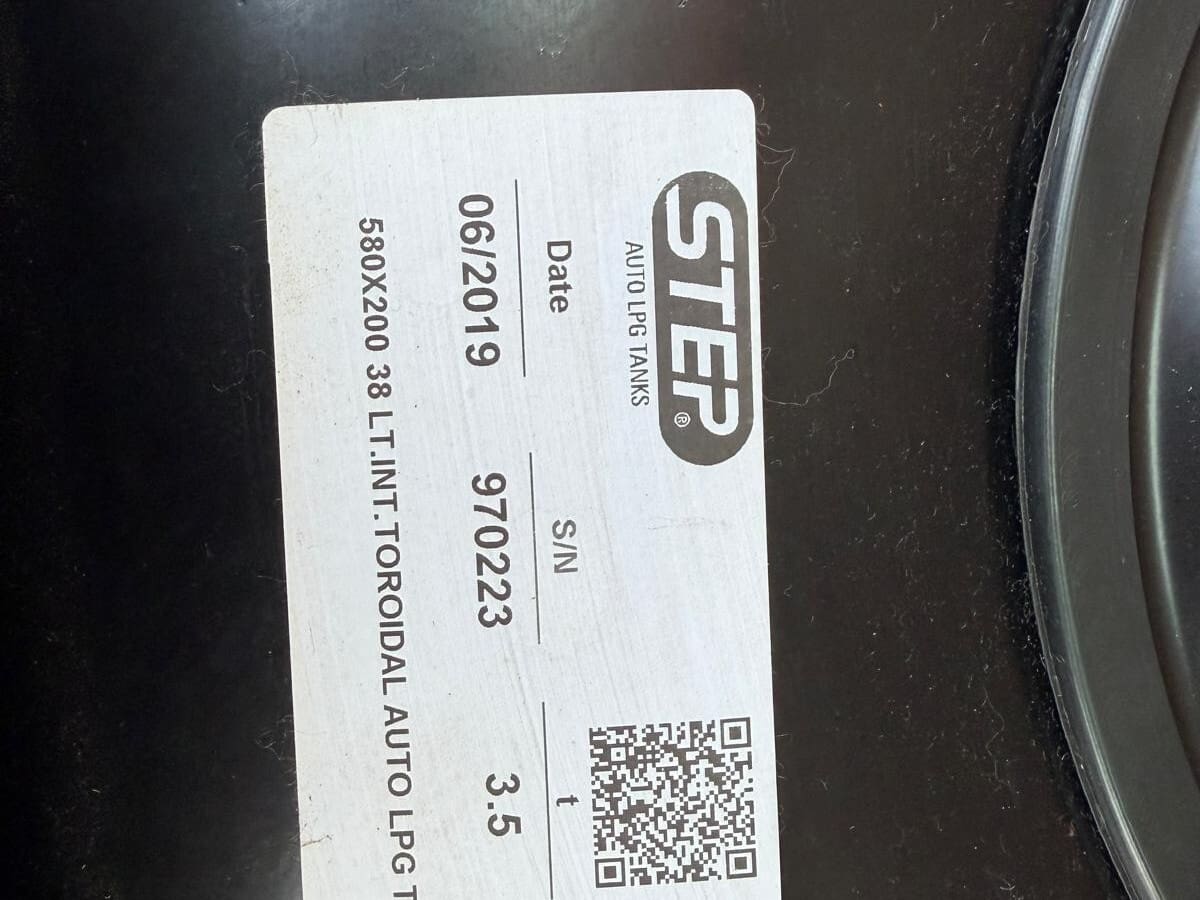 STEP®
AUTO LPG TANKS
Date S/N t
06/2019 970223 3.5
580X200 38 LT.INT.TOROIDAL AUTO LPG T